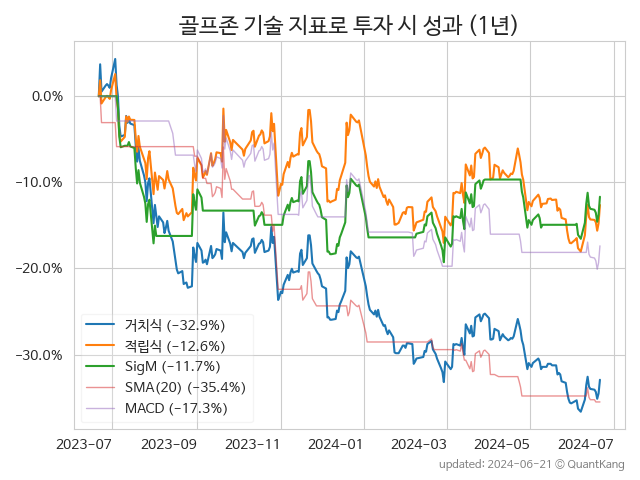 골프존 기술 지표로 투자 시 성과 (1년)
0.0%
−10.0%
−20.0%
−30.0%
거치식 (−32.9%)
적립식 (−12.6%)
SigM (−11.7%)
SMA(20) (−35.4%)
MACD (−17.3%)
2023−07 2023−09 2023−11 2024−01 2024−03 2024−05 2024−07
updated: 2024−06−21 © QuantKang